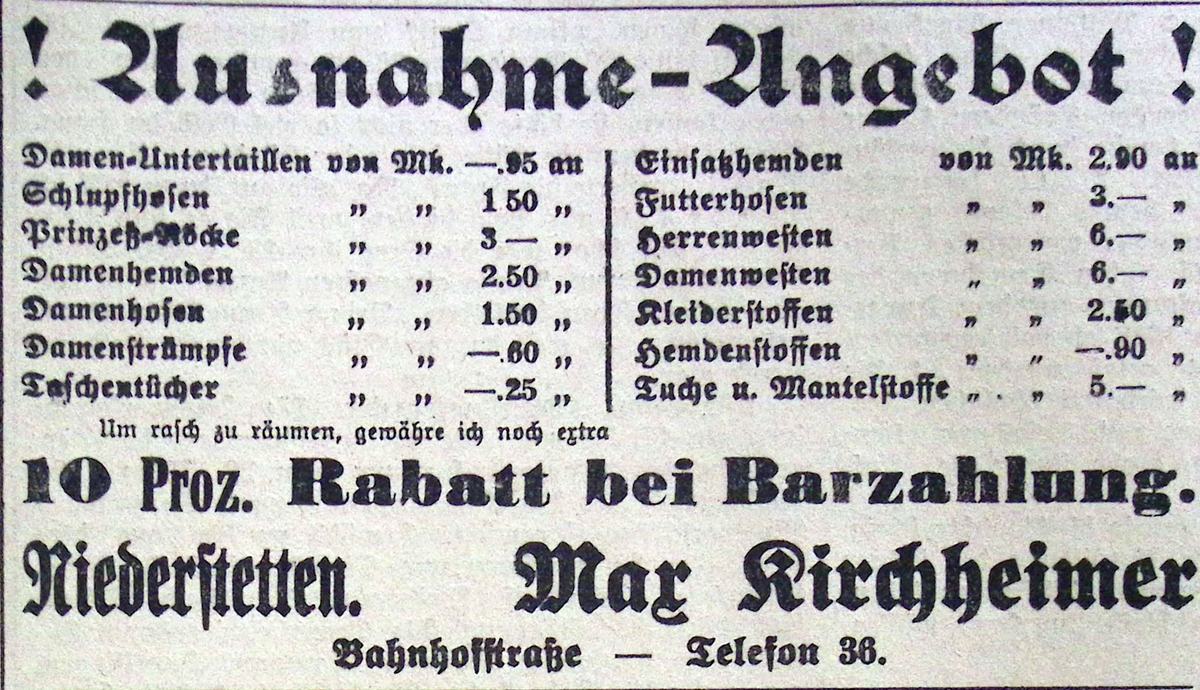 ! Ausnahme-Angebot !
Damen-Untertaillen von Mk. —.95 an
Schlupfhosen „ „ 1 50 „
Prinzeß-Röcke „ „ 3 — „
Damenhemden „ „ 2.50 „
Damenhosen „ „ 1.50 „
Damenstrümpfe „ „ —.60 „
Taschentücher „ „ —.25 „
Einsatzhemden von Mk. 2.90 an
Futterhosen „ „ 3.— „
Herrenwesten „ „ 6.— „
Damenwesten „ „ 6.— „
Kleiderstoffen „ „ 2.50 „
Hemdenstoffen „ „ —.90 „
Tuche u. Mantelstoffe „ . „ 5.— „
Um rasch zu räumen, gewähre ich noch extra
10 Proz. Rabatt bei Barzahlung.
Niederstetten. Max Kirchheimer
Bahnhofstraße — Telefon 36.